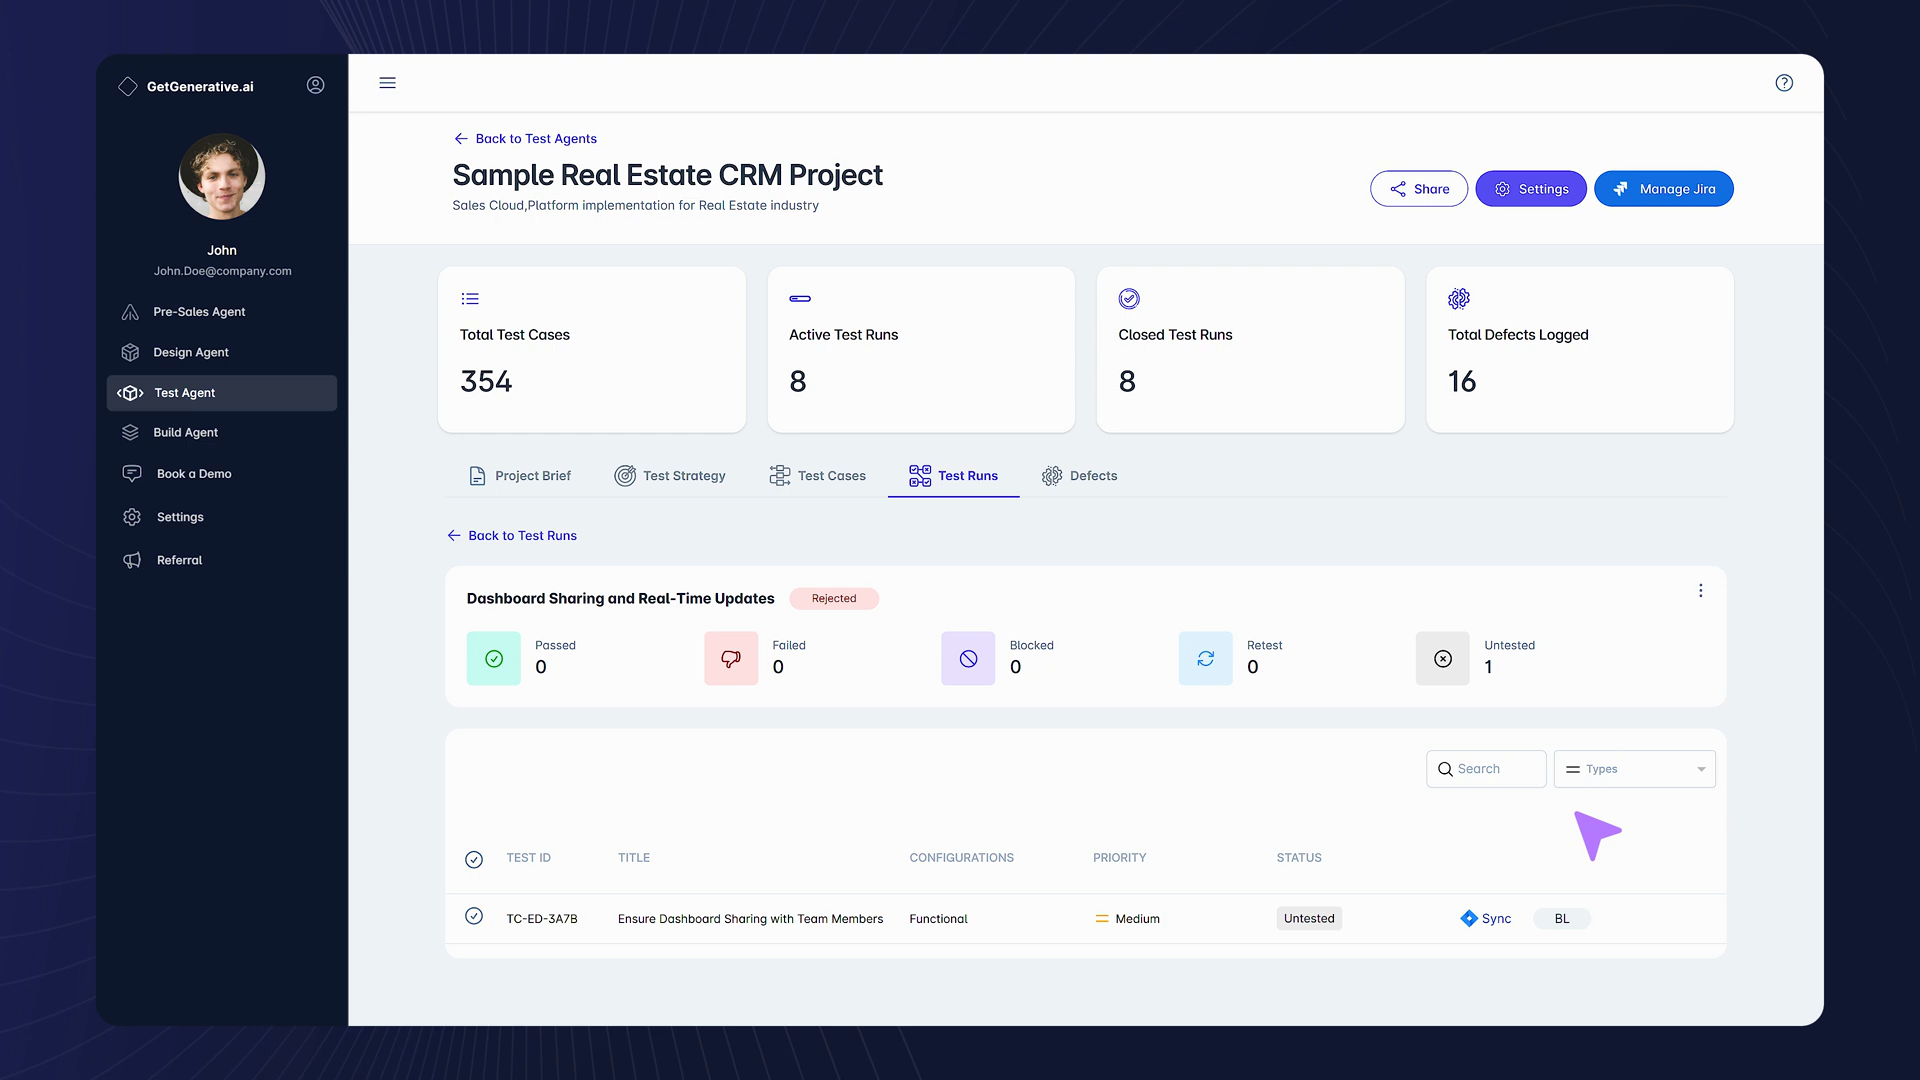 GetGenerative.ai
John
John.Doe@company.com
Pre-Sales Agent
Design Agent
Test Agent
Build Agent
Book a Demo
Settings
Referral
Back to Test Agents
Sample Real Estate CRM Project
Sales Cloud,Platform implementation for Real Estate industry
Share
Settings
Manage Jira
Total Test Cases
354
Active Test Runs
8
Closed Test Runs
8
Total Defects Logged
16
Project Brief
Test Strategy
Test Cases
Test Runs
Defects
Back to Test Runs
Dashboard Sharing and Real-Time Updates
Rejected
Passed
0
Failed
0
Blocked
0
Retest
0
Untested
1
Search
Types
TEST ID TITLE CONFIGURATIONS PRIORITY STATUS
TC-ED-3A7B Ensure Dashboard Sharing with Team Members Functional Medium Untested Sync BL